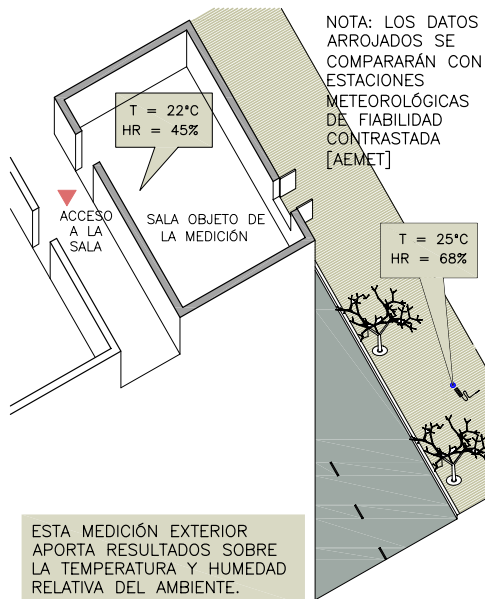 NOTA: LOS DATOS
ARROJADOS SE
COMPARARÁN CON
ESTACIONES
METEOROLÓGICAS
DE FIABILIDAD
CONTRASTADA
[AEMET]
T = 22°C
HR = 45%
ACCESO
A LA
SALA
SALA OBJETO DE
LA MEDICIÓN
T = 25°C
HR = 68%
ESTA MEDICIÓN EXTERIOR
APORTA RESULTADOS SOBRE
LA TEMPERATURA Y HUMEDAD
RELATIVA DEL AMBIENTE.